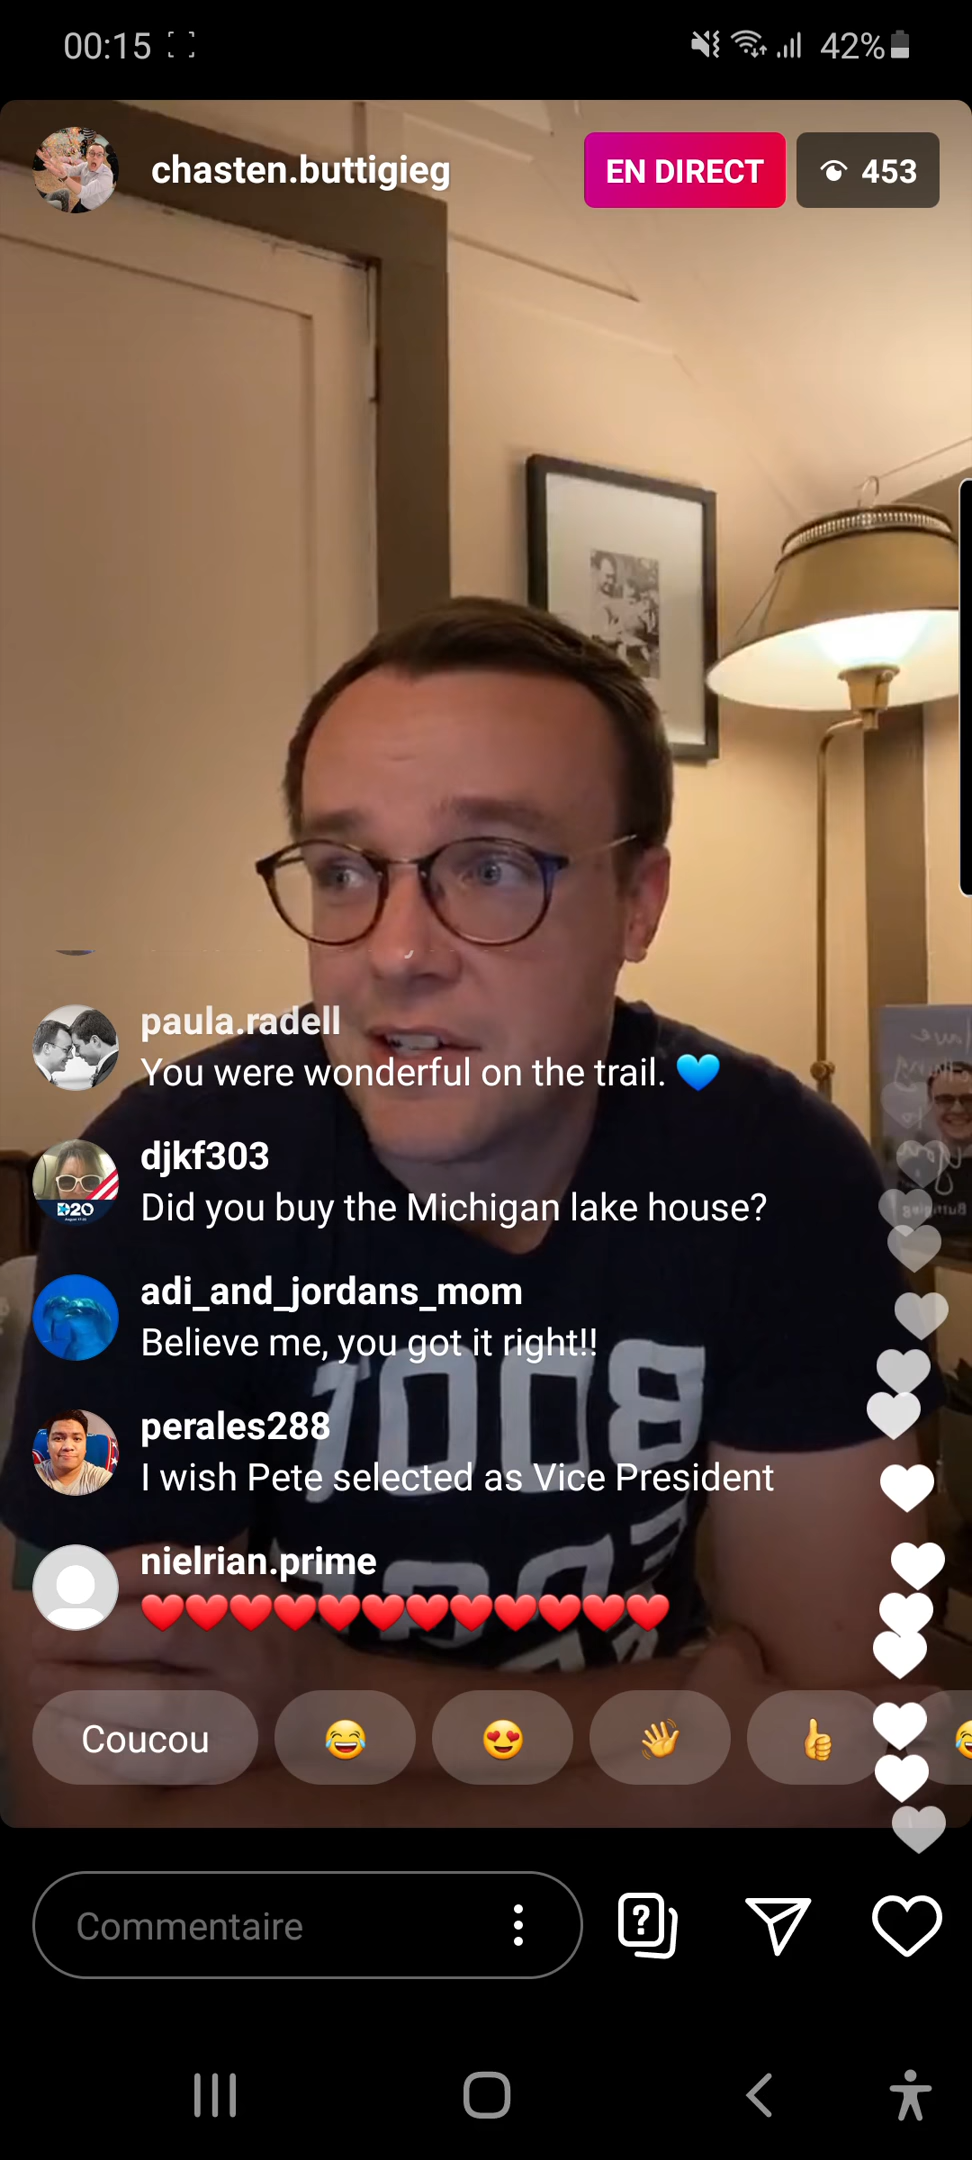 00:15
42%
chasten.buttigieg
EN DIRECT
453
paula.radell
You were wonderful on the trail. 💙
djkf303
Did you buy the Michigan lake house?
D20
adi_and_jordans_mom
Believe me, you got it right!!
BOOT
perales288
I wish Pete selected as Vice President
nielrian.prime
❤️❤️❤️❤️❤️❤️❤️❤️❤️❤️❤️❤️
Coucou
😂
😍
👋
👍
Commentaire
?